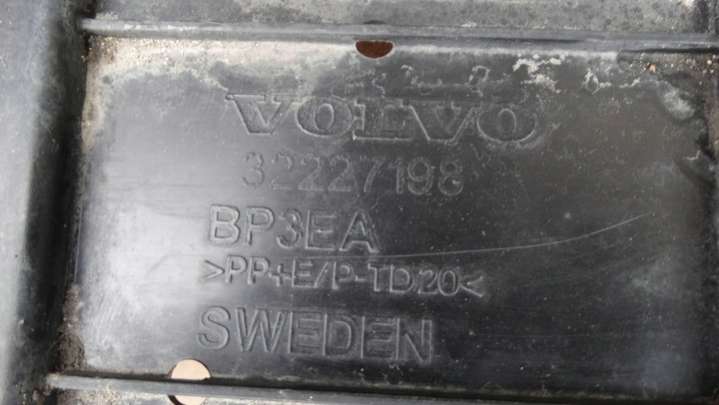 VOLVO
32227198
BP3EA
>PP+E/P-TD20<
SWEDEN